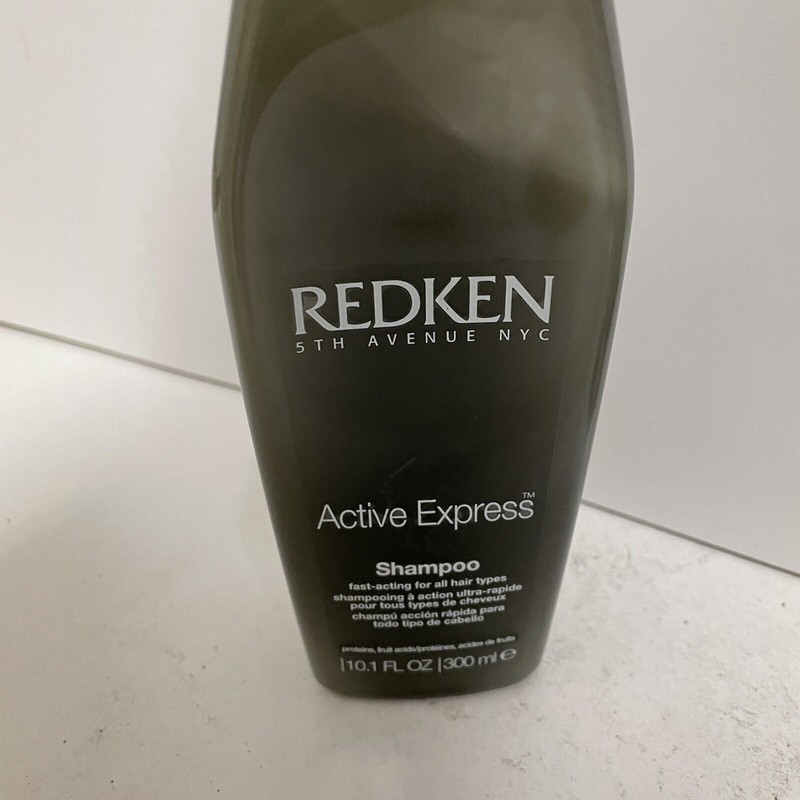 REDKEN
5TH AVENUE NYC
Active Express™
Shampoo
fast-acting for all hair types
shampooing à action ultra-rapide
pour tous types de cheveux
champú acción rápida para
todo tipo de cabello
proteins, fruit acids/protéines, acides de fruits
|10.1 FL OZ|300 ml ℮